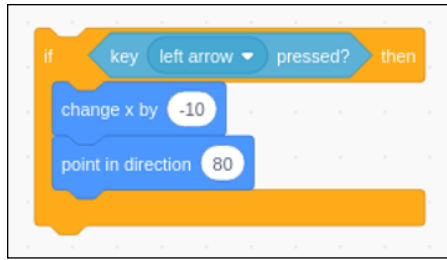 if key left arrow pressed? then
change x by -10
point in direction 80